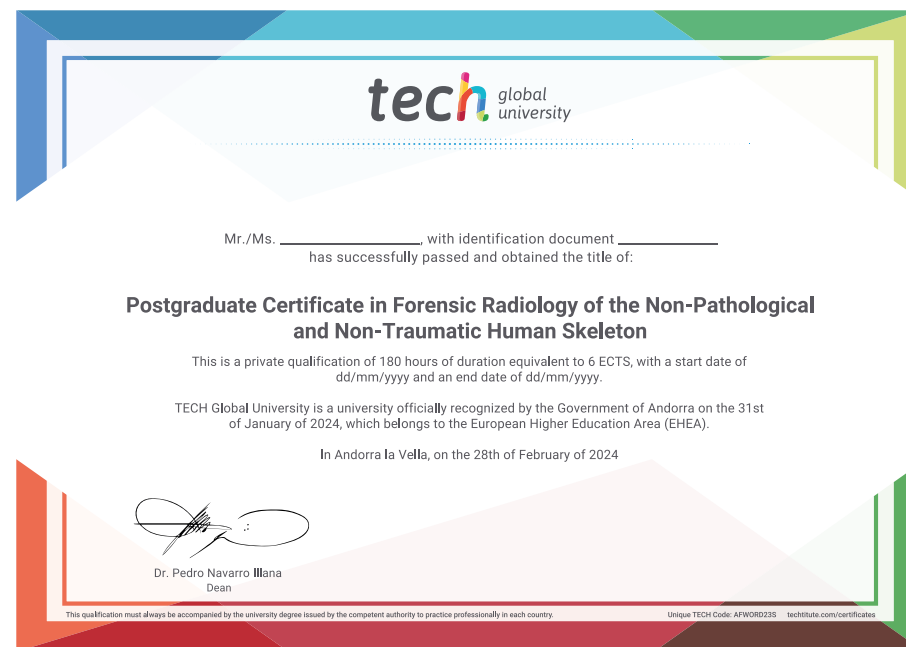 tech global
university
Mr./Ms. ____________, with identification document ____________
has successfully passed and obtained the title of:
Postgraduate Certificate in Forensic Radiology of the Non-Pathological
and Non-Traumatic Human Skeleton
This is a private qualification of 180 hours of duration equivalent to 6 ECTS, with a start date of
dd/mm/yyyy and an end date of dd/mm/yyyy.
TECH Global University is a university officially recognized by the Government of Andorra on the 31st
of January of 2024, which belongs to the European Higher Education Area (EHEA).
In Andorra la Vella, on the 28th of February of 2024
Dr. Pedro Navarro Illana
Dean
This qualification must always be accompanied by the university degree issued by the competent authority to practice professionally in each country. Unique TECH Code: AFWORD23S techtitute.com/certificates